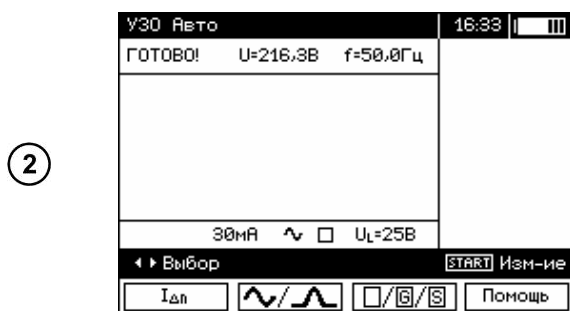 УЗО Авто 16:33
ГОТОВО! U=216,3В f=50,0Гц
2
30мА UL=25В
Выбор START Изм-ие
IΔn / □/G/S Помощь